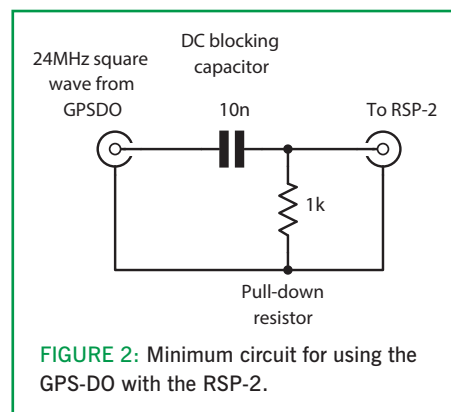 DC blocking
capacitor
24MHz square
wave from
GPSDO
10n
To RSP-2
1k
Pull-down
resistor
FIGURE 2: Minimum circuit for using the
GPS-DO with the RSP-2.